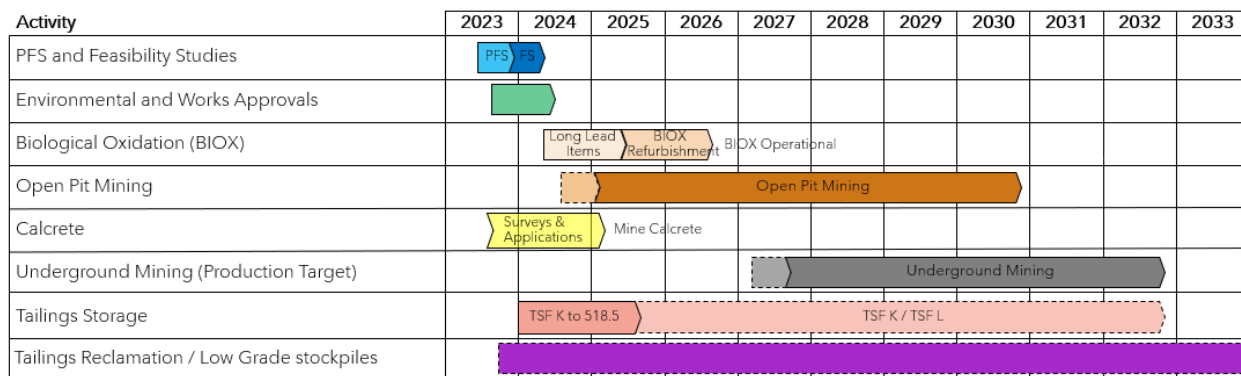 Activity 2023 2024 2025 2026 2027 2028 2029 2030 2031 2032 2033
PFS and Feasibility Studies PFS FS
Environmental and Works Approvals
Biological Oxidation (BIOX) Long Lead Items BIOX Refurbishment BIOX Operational
Open Pit Mining Open Pit Mining
Calcrete Surveys & Applications Mine Calcrete
Underground Mining (Production Target) Underground Mining
Tailings Storage TSF K to 518.5 TSF K / TSF L
Tailings Reclamation / Low Grade stockpiles